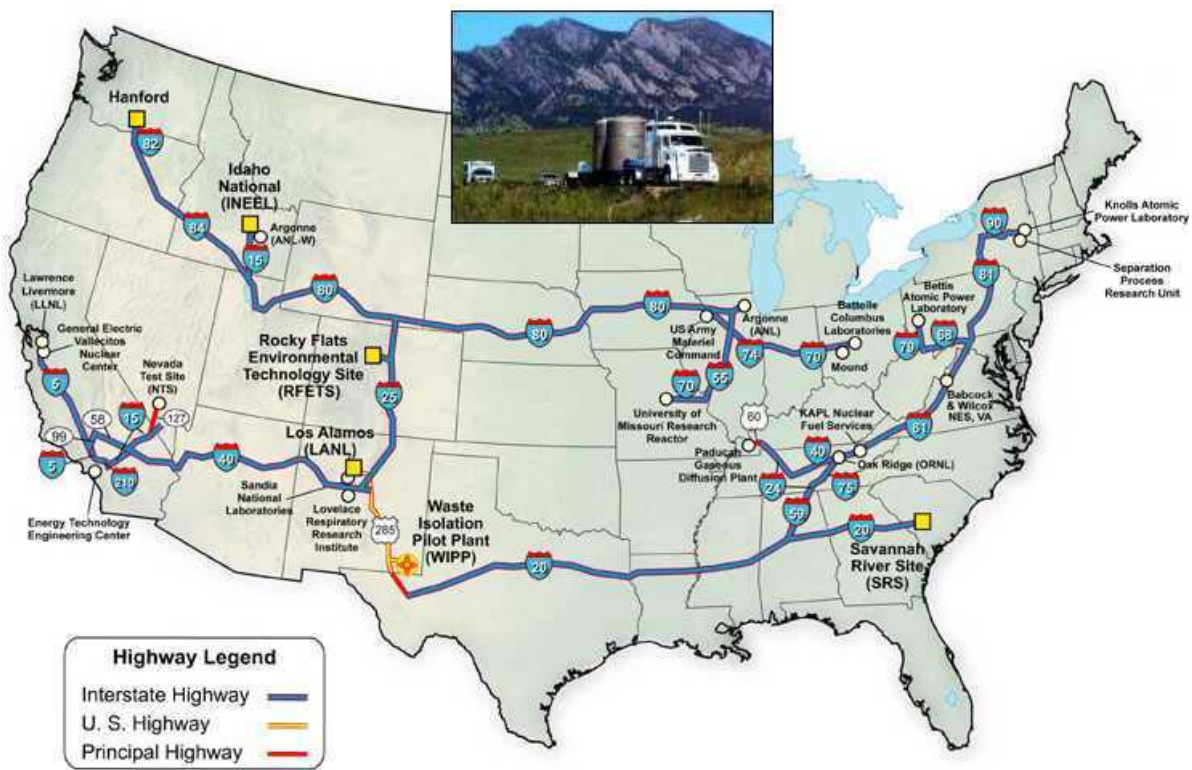 Hanford
82
Idaho
National
(INEEL)
Argonne
(ANL-W)
84
15
80
Lawrence
Livermore
(LLNL)
General Electric
Vallecitos
Nuclear
Center
Nevada
Test Site
(NTS)
5
58
15
127
99
5
210
Energy Technology
Engineering Center
40
Rocky Flats
Environmental
Technology Site
(RFETS)
25
Los Alamos
(LANL)
Sandia
National
Laboratories
Lovelace
Respiratory
Research
Institute
285
Waste
Isolation
Pilot Plant
(WIPP)
80
80
US Army
Materiel
Command
Argonne
(ANL)
Battelle
Columbus
Laboratories
74
70
Mound
70
55
University of
Missouri Research
Reactor
60
Paducah
Gaseous
Diffusion Plant
KAPL Nuclear
Fuel Services
40
24
75
Oak Ridge (ORNL)
59
20
20
Savannah
River Site
(SRS)
81
Babcock
& Wilcox
NES, VA
Bettis
Atomic Power
Laboratory
68
81
90
Knolls Atomic
Power Laboratory
Separation
Process
Research Unit
Highway Legend
Interstate Highway
U. S. Highway
Principal Highway